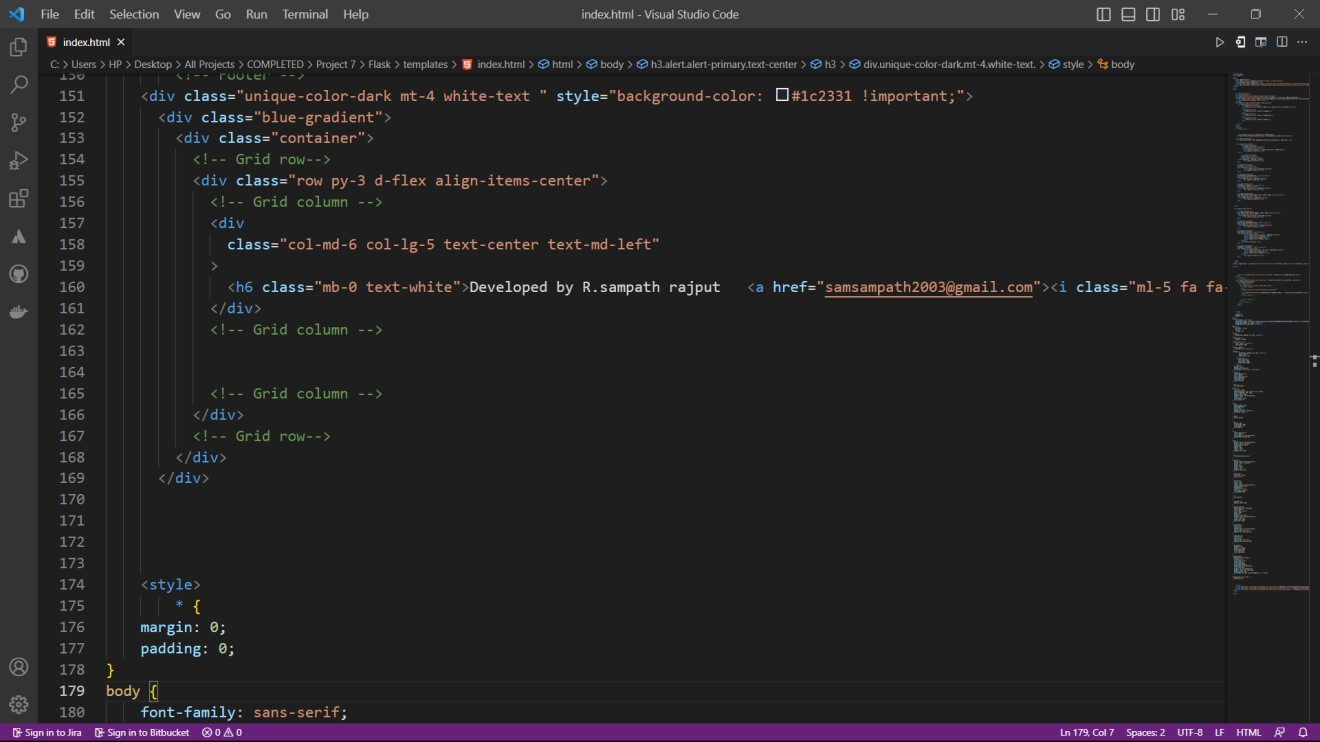 File Edit Selection View Go Run Terminal Help index.html - Visual Studio Code
index.html
C: > Users > HP > Desktop > All Projects > COMPLETED > Project 7 > Flask > templates > index.html > html > body > h3.alert.alert-primary.text-center > h3 > div.unique-color-dark.mt-4.white-text. > style > body
150 <!-- Footer -->
151 <div class="unique-color-dark mt-4 white-text " style="background-color: #1c2331 !important;">
152 <div class="blue-gradient">
153 <div class="container">
154 <!-- Grid row-->
155 <div class="row py-3 d-flex align-items-center">
156 <!-- Grid column -->
157 <div
158 class="col-md-6 col-lg-5 text-center text-md-left"
159 >
160 <h6 class="mb-0 text-white">Developed by R.sampath rajput <a href="samsampath2003@gmail.com"><i class="ml-5 fa fa-
161 </div>
162 <!-- Grid column -->
163
164
165 <!-- Grid column -->
166 </div>
167 <!-- Grid row-->
168 </div>
169 </div>
170
171
172
173
174 <style>
175 * {
176 margin: 0;
177 padding: 0;
178 }
179 body {
180 font-family: sans-serif;
Sign in to Jira Sign in to Bitbucket 0 0 Ln 179, Col 7 Spaces: 2 UTF-8 LF HTML